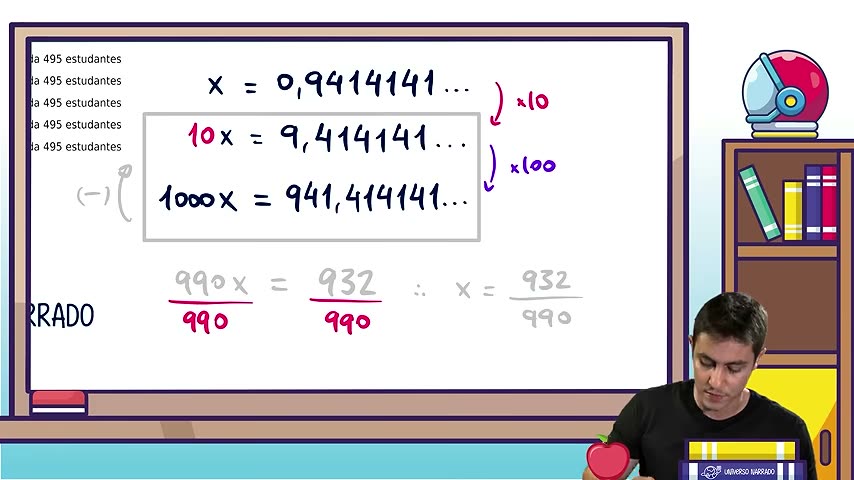 da 495 estudantes
da 495 estudantes
da 495 estudantes
da 495 estudantes
da 495 estudantes
x = 0,9414141...
×10
10x = 9,414141...
×100
(−)
1000x = 941,414141...
990x = 932 ∴ x = 932
990 990 990
RRADO
UNIVERSO NARRADO